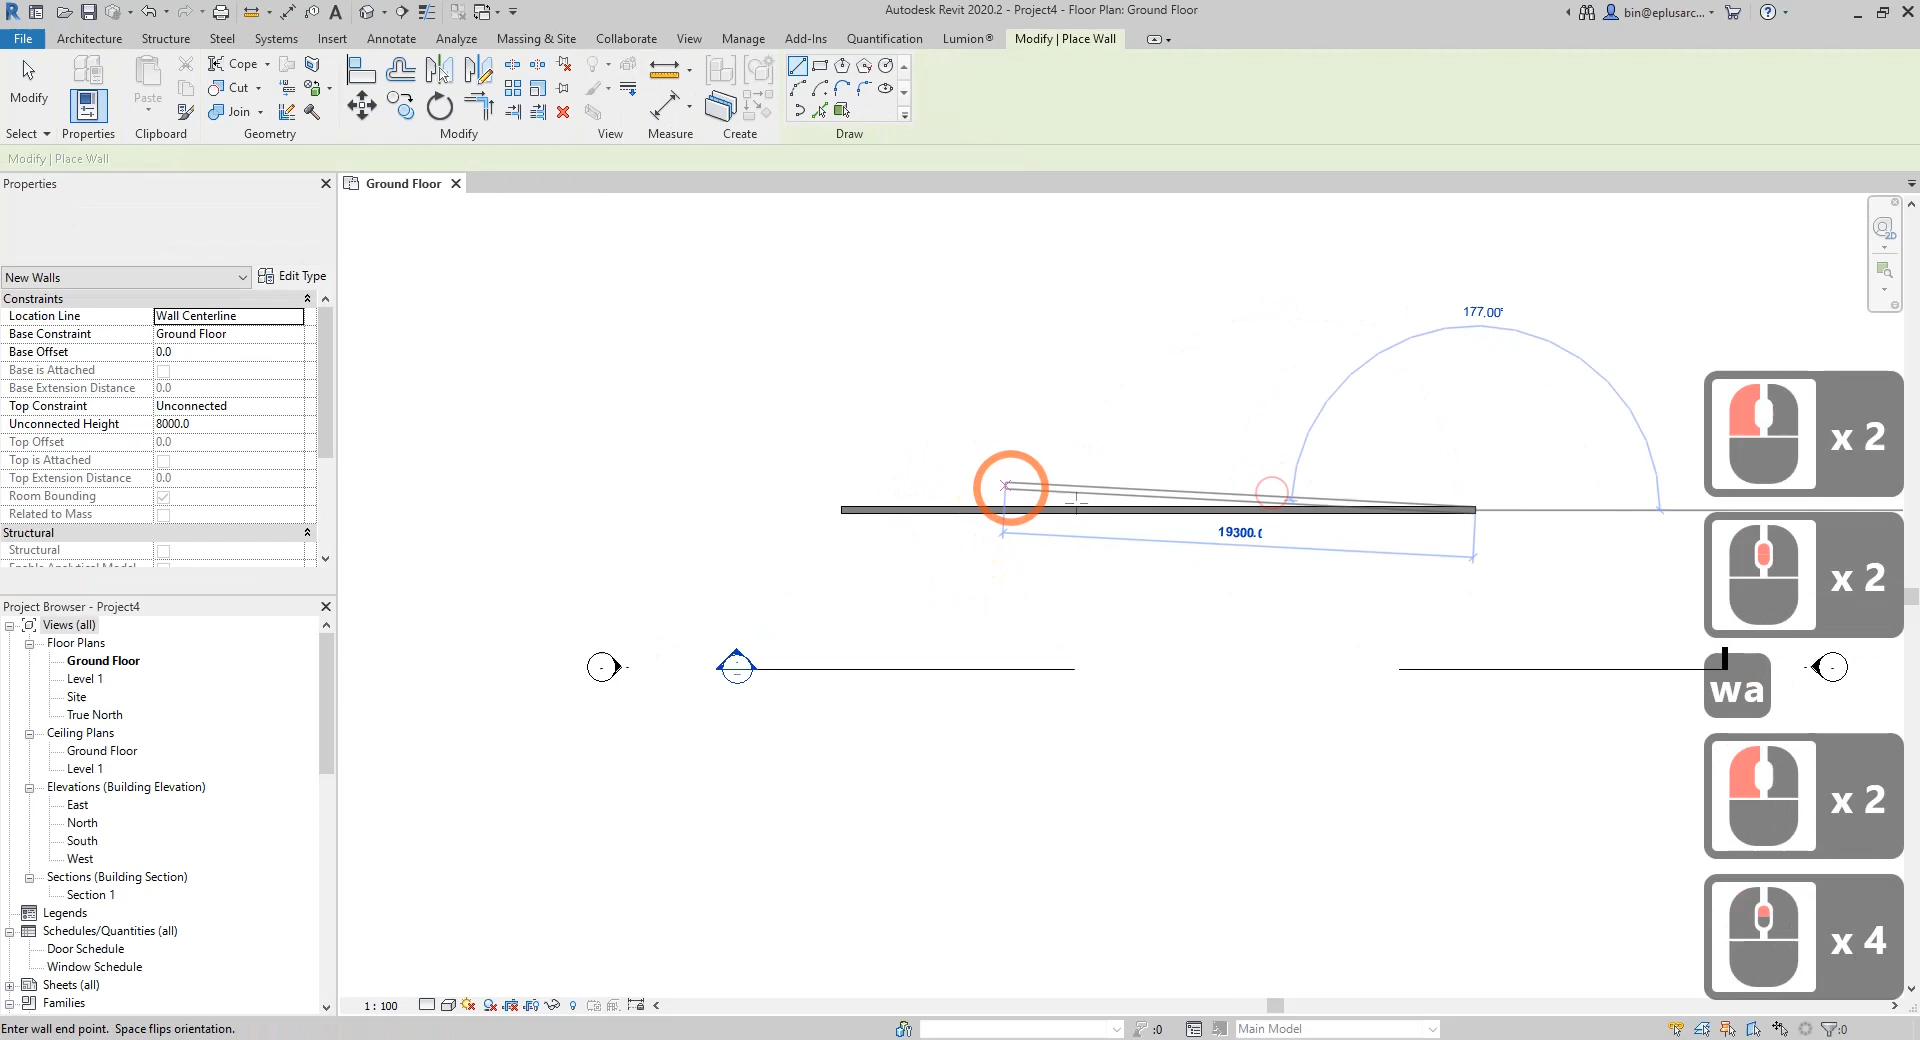 Autodesk Revit 2020.2 - Project4 - Floor Plan: Ground Floor
bin@eplusarc...
File Architecture Structure Steel Systems Insert Annotate Analyze Massing & Site Collaborate View Manage Add-Ins Quantification Lumion® Modify | Place Wall
Modify
Paste
Cope
Cut
Join
Select Properties Clipboard Geometry Modify View Measure Create Draw
Modify | Place Wall
Properties
Ground Floor
2D
New Walls
Edit Type
Constraints
Location Line Wall Centerline
Base Constraint Ground Floor
Base Offset 0.0
Base is Attached
Base Extension Distance 0.0
Top Constraint Unconnected
Unconnected Height 8000.0
Top Offset 0.0
Top is Attached
Top Extension Distance 0.0
Room Bounding
Related to Mass
Structural
Structural
Enable Analytical Model
177.00°
19300.0
x 2
x 2
wa
x 2
x 4
Project Browser - Project4
Views (all)
Floor Plans
Ground Floor
Level 1
Site
True North
Ceiling Plans
Ground Floor
Level 1
Elevations (Building Elevation)
East
North
South
West
Sections (Building Section)
Section 1
Legends
Schedules/Quantities (all)
Door Schedule
Window Schedule
Sheets (all)
Families
1 : 100
Enter wall end point. Space flips orientation.
:0
Main Model
:0